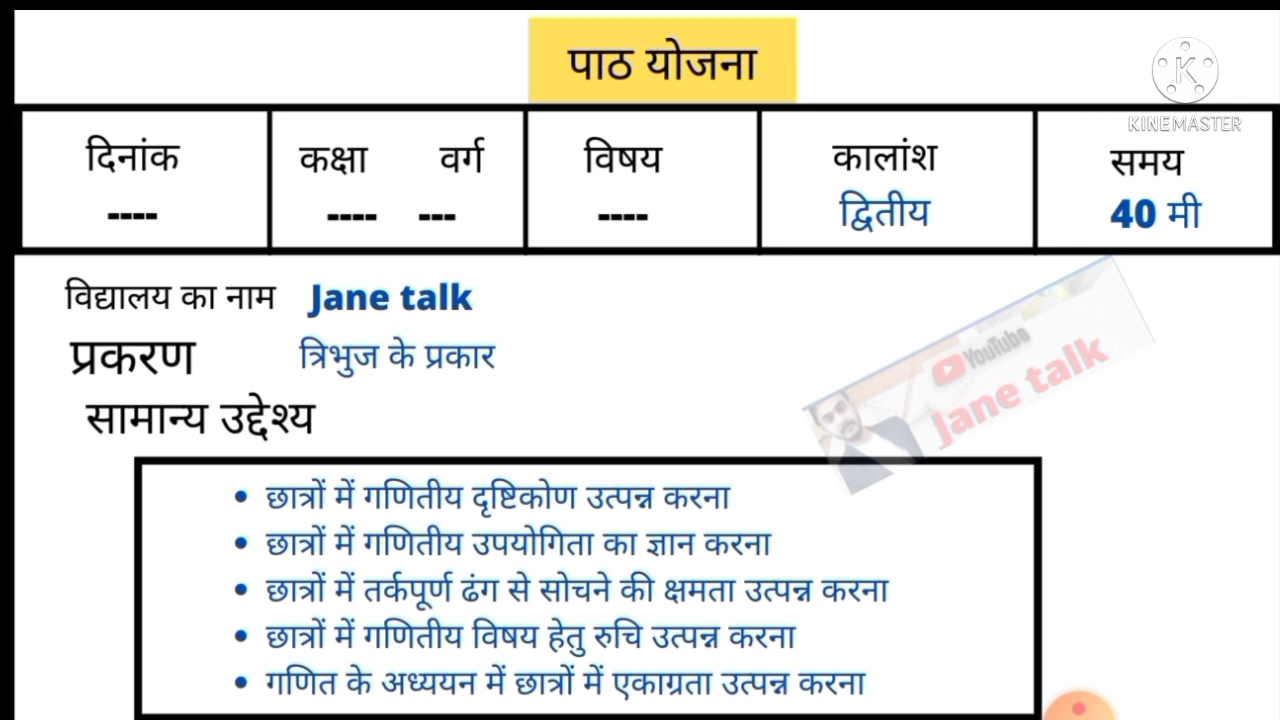 पाठ योजना
KINEMASTER
दिनांक कक्षा वर्ग विषय कालांश समय
---- ---- --- ---- द्वितीय 40 मी
विद्यालय का नाम Jane talk
प्रकरण त्रिभुज के प्रकार
YouTube
Jane talk
सामान्य उद्देश्य
• छात्रों में गणितीय दृष्टिकोण उत्पन्न करना
• छात्रों में गणितीय उपयोगिता का ज्ञान करना
• छात्रों में तर्कपूर्ण ढंग से सोचने की क्षमता उत्पन्न करना
• छात्रों में गणितीय विषय हेतु रुचि उत्पन्न करना
• गणित के अध्ययन में छात्रों में एकाग्रता उत्पन्न करना